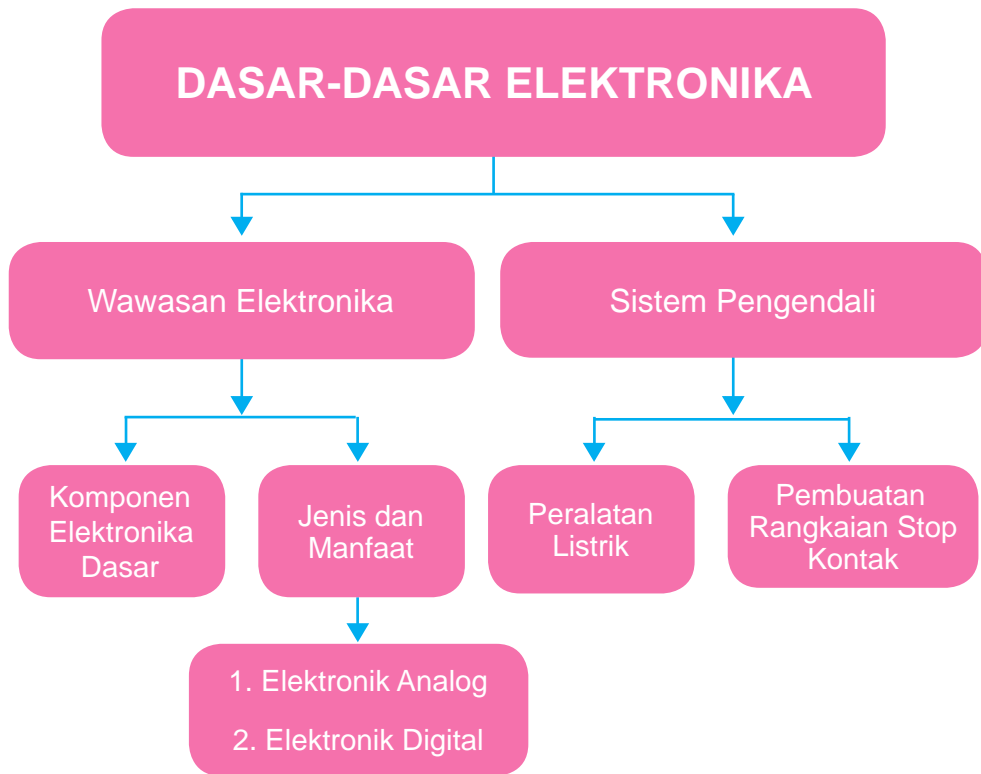 DASAR-DASAR ELEKTRONIKA
Wawasan Elektronika
Sistem Pengendali
Komponen
Elektronika
Dasar
Jenis dan
Manfaat
Peralatan
Listrik
Pembuatan
Rangkaian Stop
Kontak
1. Elektronik Analog
2. Elektronik Digital